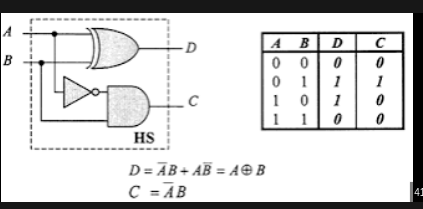 A
B
D
C
HS
A B D C
0 0 0 0
0 1 1 1
1 0 1 0
1 1 0 0
D = A̅B + AB̅ = A ⊕ B
C = A̅B
41